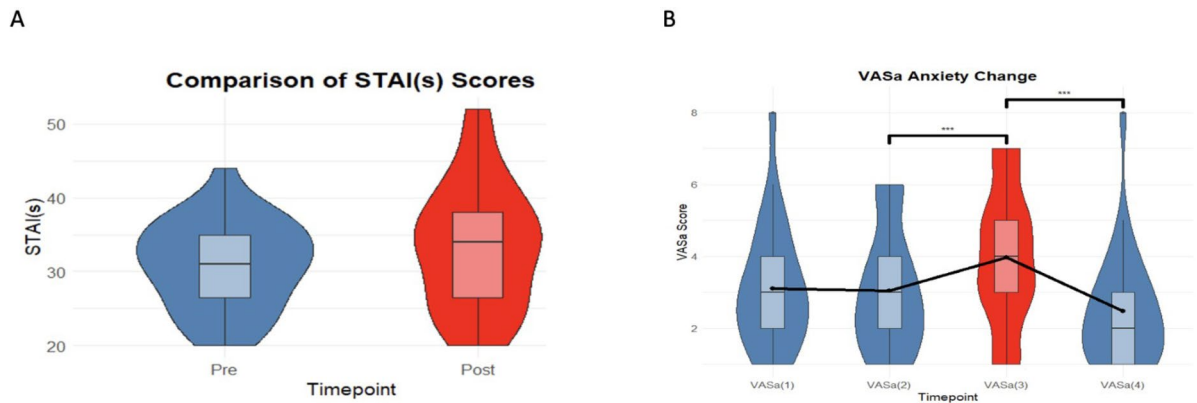 A
B
Comparison of STAI(s) Scores
STAI(s)
50
40
30
20
Pre
Post
Timepoint
VASa Anxiety Change
***
***
VASa Score
8
6
4
2
VASa(1)
VASa(2)
VASa(3)
VASa(4)
Timepoint